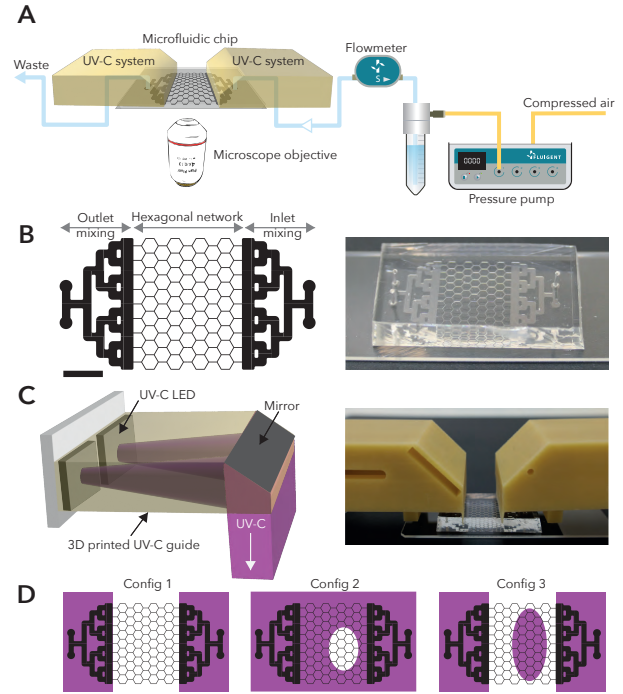 A
Microfluidic chip
Waste
UV-C system
UV-C system
Flowmeter
S
Compressed air
0000
FLUIGENT
Microscope objective
Pressure pump
Outlet mixing
Hexagonal network
Inlet mixing
B
C
UV-C LED
Mirror
UV-C
3D printed UV-C guide
D
Config 1
Config 2
Config 3